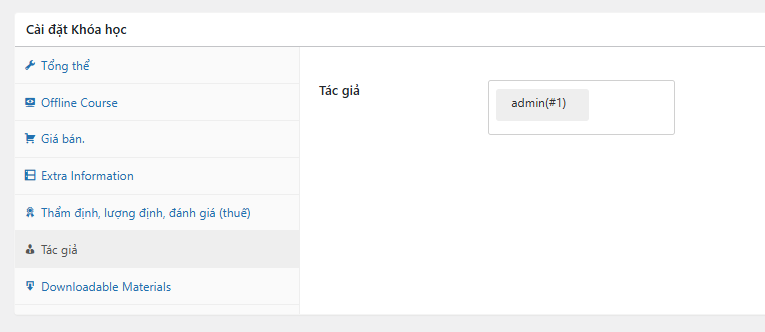 Cài đặt Khóa học
Tổng thể
Offline Course
Giá bán.
Extra Information
Thẩm định, lượng định, đánh giá (thuế)
Tác giả
Downloadable Materials
Tác giả
admin(#1)